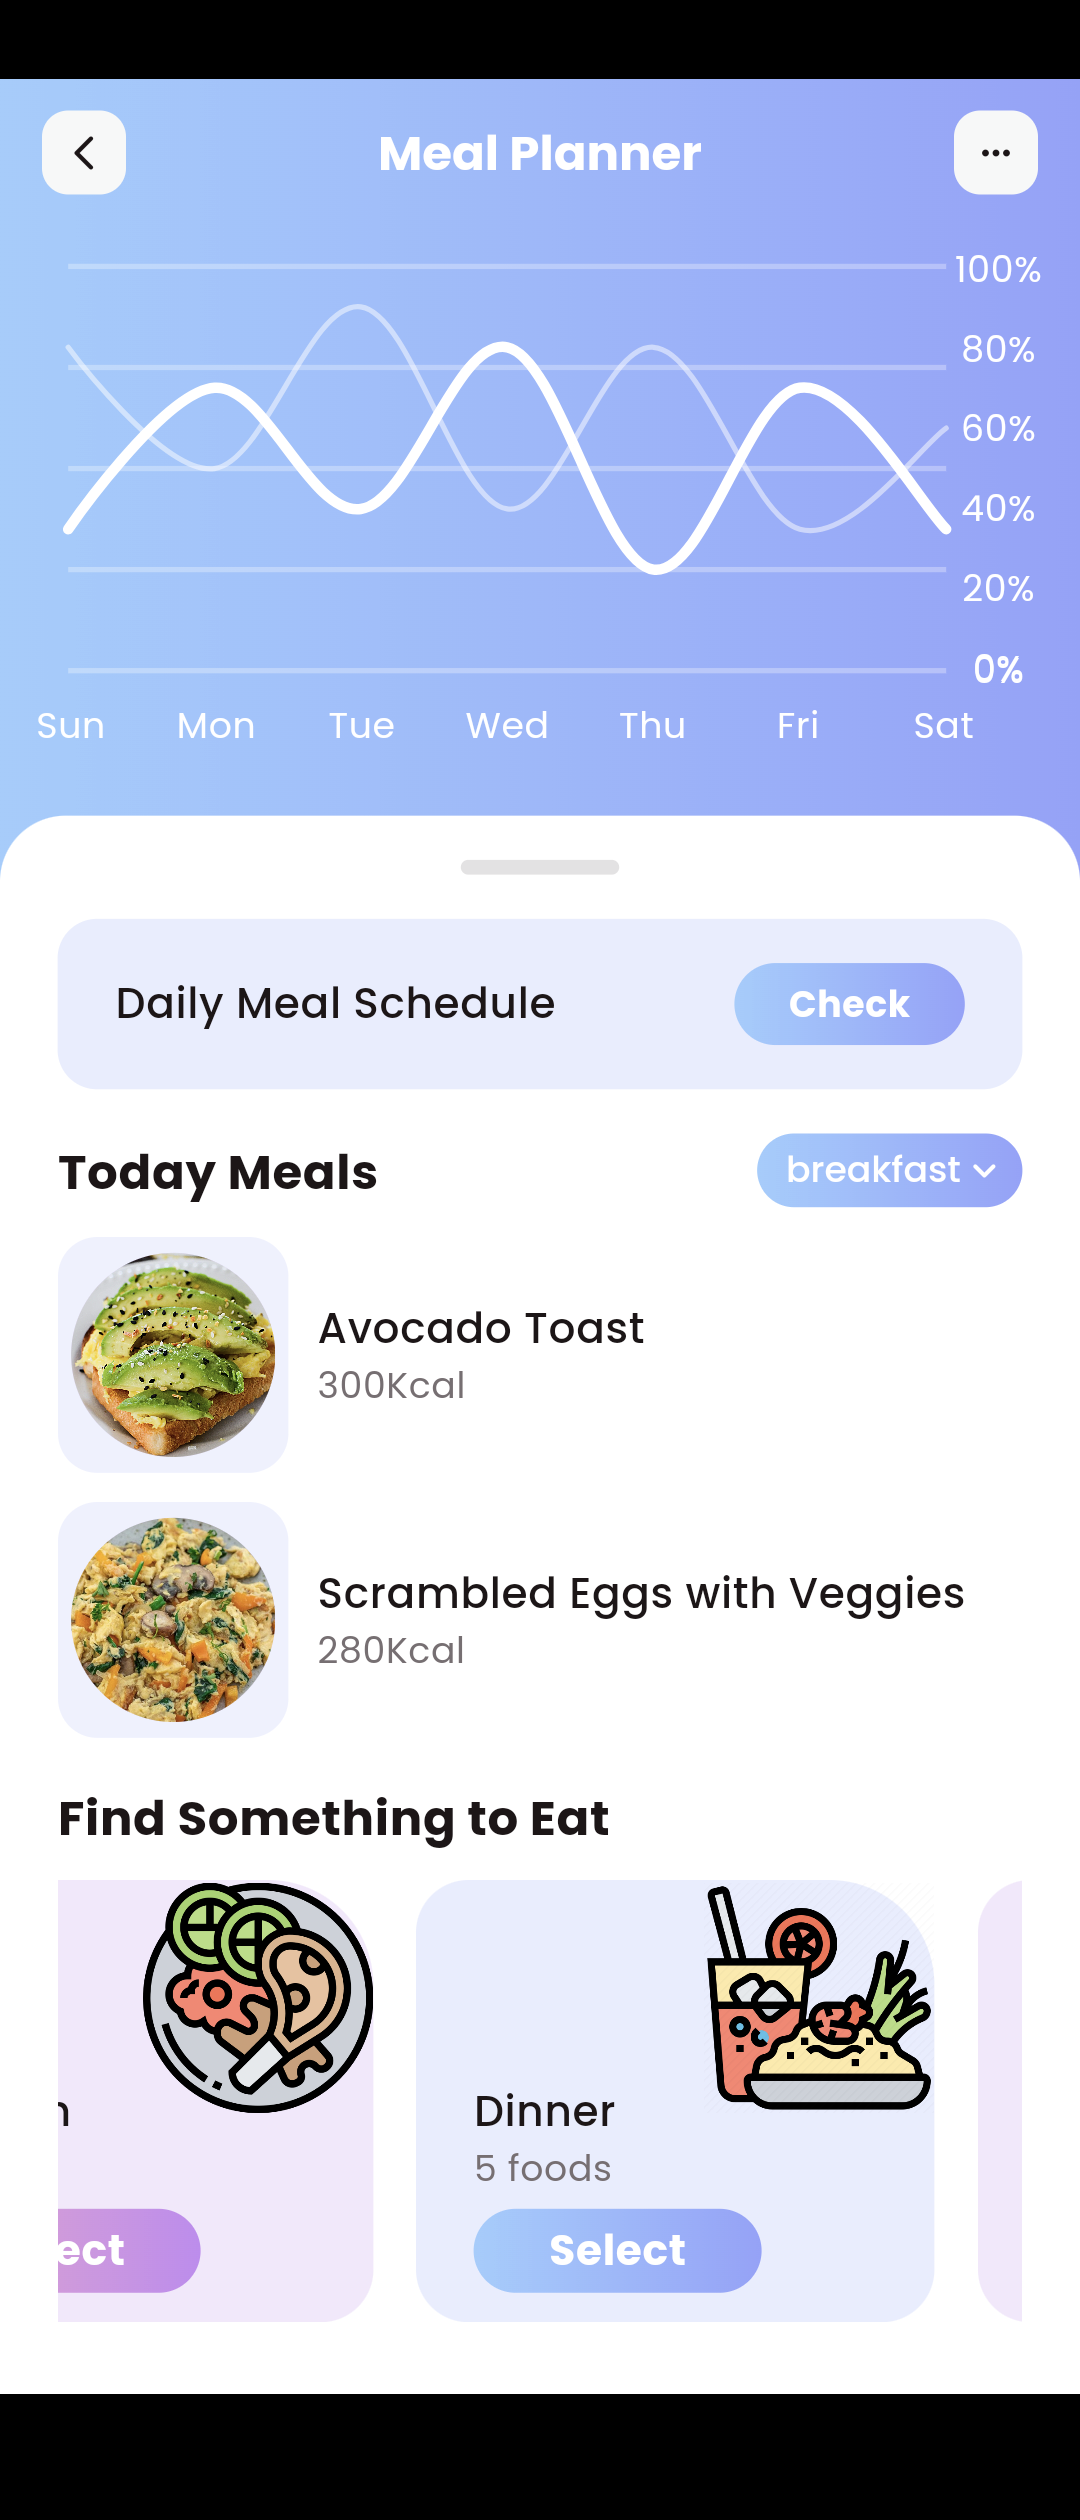 Meal Planner
100%
80%
60%
40%
20%
0%
Sun Mon Tue Wed Thu Fri Sat
Daily Meal Schedule
Check
Today Meals
breakfast
Avocado Toast
300Kcal
Scrambled Eggs with Veggies
280Kcal
Find Something to Eat
n
ect
Dinner
5 foods
Select